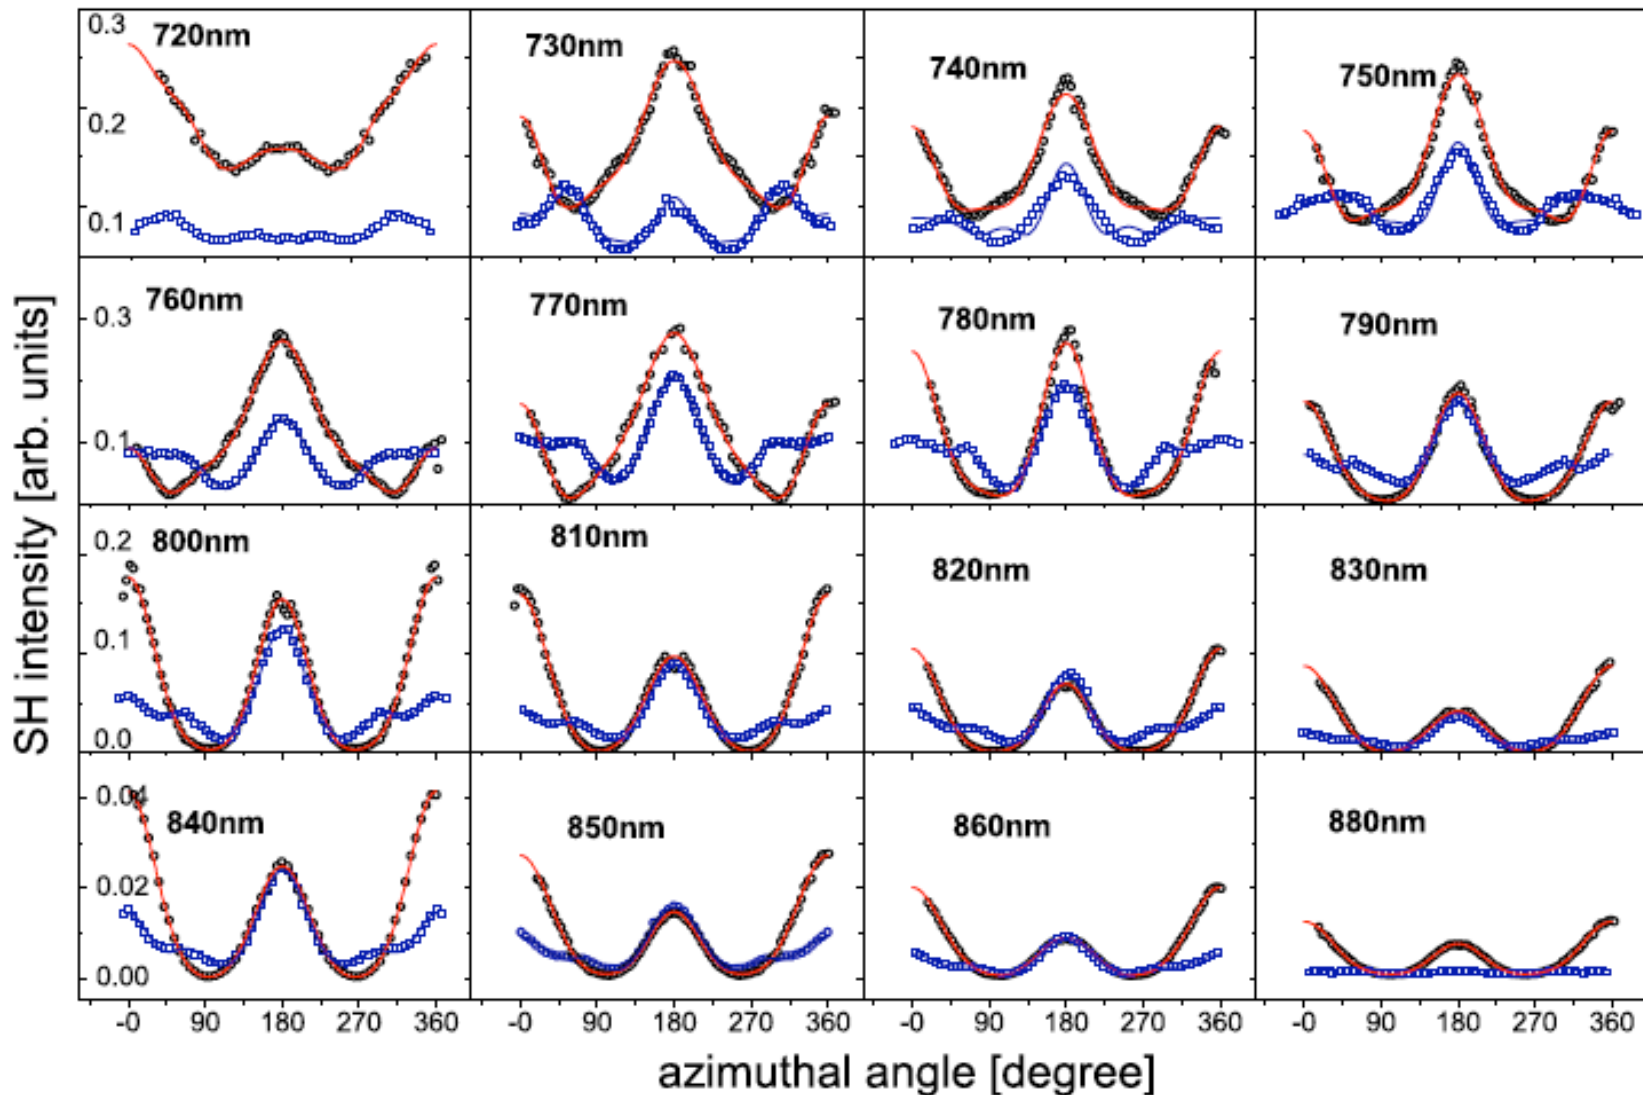 SH intensity [arb. units]
0.3
0.2
0.1
720nm
730nm
740nm
750nm
0.3
0.1
760nm
770nm
780nm
790nm
0.2
0.1
0.0
800nm
810nm
820nm
830nm
0.04
0.02
0.00
840nm
850nm
860nm
880nm
-0 90 180 270 360 -0 90 180 270 360 -0 90 180 270 360 -0 90 180 270 360
azimuthal angle [degree]